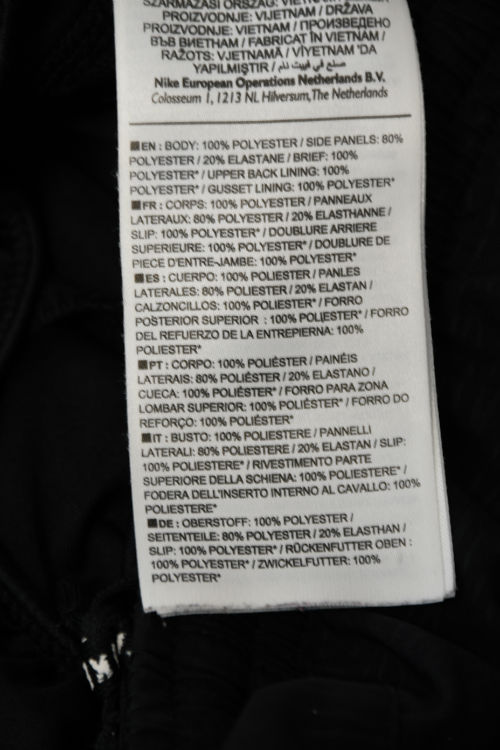 SZÁRMAZÁSI ORSZÁG: VIETNÁM
PROIZVODNJE: VIJETNAM / DRŽAVA
PROIZVODNJE: VIETNAM / ПРОИЗВЕДЕНО
ВЪВ ВИЕТНАМ / FABRICAT ÎN VIETNAM /
RAŽOTS: VJETNAMĀ / VİYETNAM 'DA
YAPILMIŞTIR / صنع في فييت نام
Nike European Operations Netherlands B.V.
Colosseum 1, 1213 NL Hilversum, The Netherlands
■EN : BODY: 100% POLYESTER / SIDE PANELS: 80%
POLYESTER / 20% ELASTANE / BRIEF: 100%
POLYESTER* / UPPER BACK LINING: 100%
POLYESTER* / GUSSET LINING: 100% POLYESTER*
■FR : CORPS: 100% POLYESTER / PANNEAUX
LATERAUX: 80% POLYESTER / 20% ELASTHANNE /
SLIP: 100% POLYESTER* / DOUBLURE ARRIERE
SUPERIEURE: 100% POLYESTER* / DOUBLURE DE
PIECE D'ENTRE-JAMBE: 100% POLYESTER*
■ES : CUERPO: 100% POLIESTER / PANLES
LATERALES: 80% POLIESTER / 20% ELASTAN /
CALZONCILLOS: 100% POLIESTER* / FORRO
POSTERIOR SUPERIOR : 100% POLIESTER* / FORRO
DEL REFUERZO DE LA ENTREPIERNA: 100%
POLIESTER*
■PT : CORPO: 100% POLIÉSTER / PAINÉIS
LATERAIS: 80% POLIÉSTER / 20% ELASTANO /
CUECA: 100% POLIÉSTER* / FORRO PARA ZONA
LOMBAR SUPERIOR: 100% POLIÉSTER* / FORRO DO
REFORÇO: 100% POLIÉSTER*
■IT : BUSTO: 100% POLIESTERE / PANNELLI
LATERALI: 80% POLIESTERE / 20% ELASTAN / SLIP:
100% POLIESTERE* / RIVESTIMENTO PARTE
SUPERIORE DELLA SCHIENA: 100% POLIESTERE* /
FODERA DELL'INSERTO INTERNO AL CAVALLO: 100%
POLIESTERE*
■DE : OBERSTOFF: 100% POLYESTER /
SEITENTEILE: 80% POLYESTER / 20% ELASTHAN /
SLIP: 100% POLYESTER* / RÜCKENFUTTER OBEN :
100% POLYESTER* / ZWICKELFUTTER: 100%
POLYESTER*